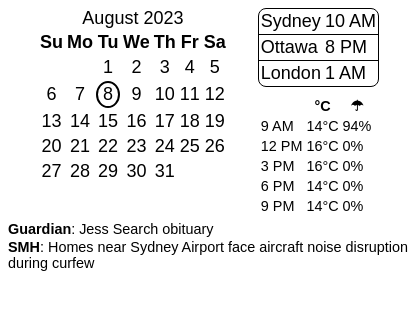 August 2023
Su Mo Tu We Th Fr Sa
1 2 3 4 5
6 7 8 9 10 11 12
13 14 15 16 17 18 19
20 21 22 23 24 25 26
27 28 29 30 31
Sydney 10 AM
Ottawa 8 PM
London 1 AM
°C ☂
9 AM 14°C 94%
12 PM 16°C 0%
3 PM 16°C 0%
6 PM 14°C 0%
9 PM 14°C 0%
Guardian: Jess Search obituary
SMH: Homes near Sydney Airport face aircraft noise disruption
during curfew